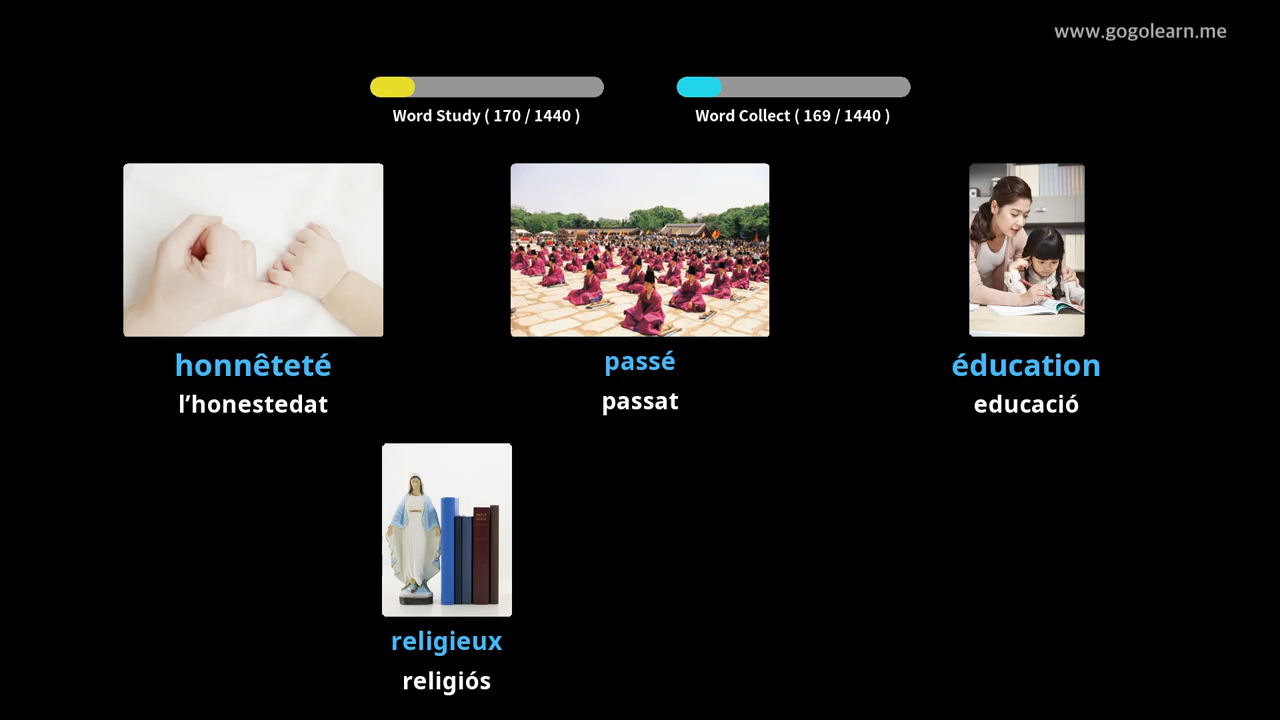 www.gogolearn.me
Word Study ( 170 / 1440 )
Word Collect ( 169 / 1440 )
honnêteté
l’honestedat
passé
passat
éducation
educació
religieux
religiós